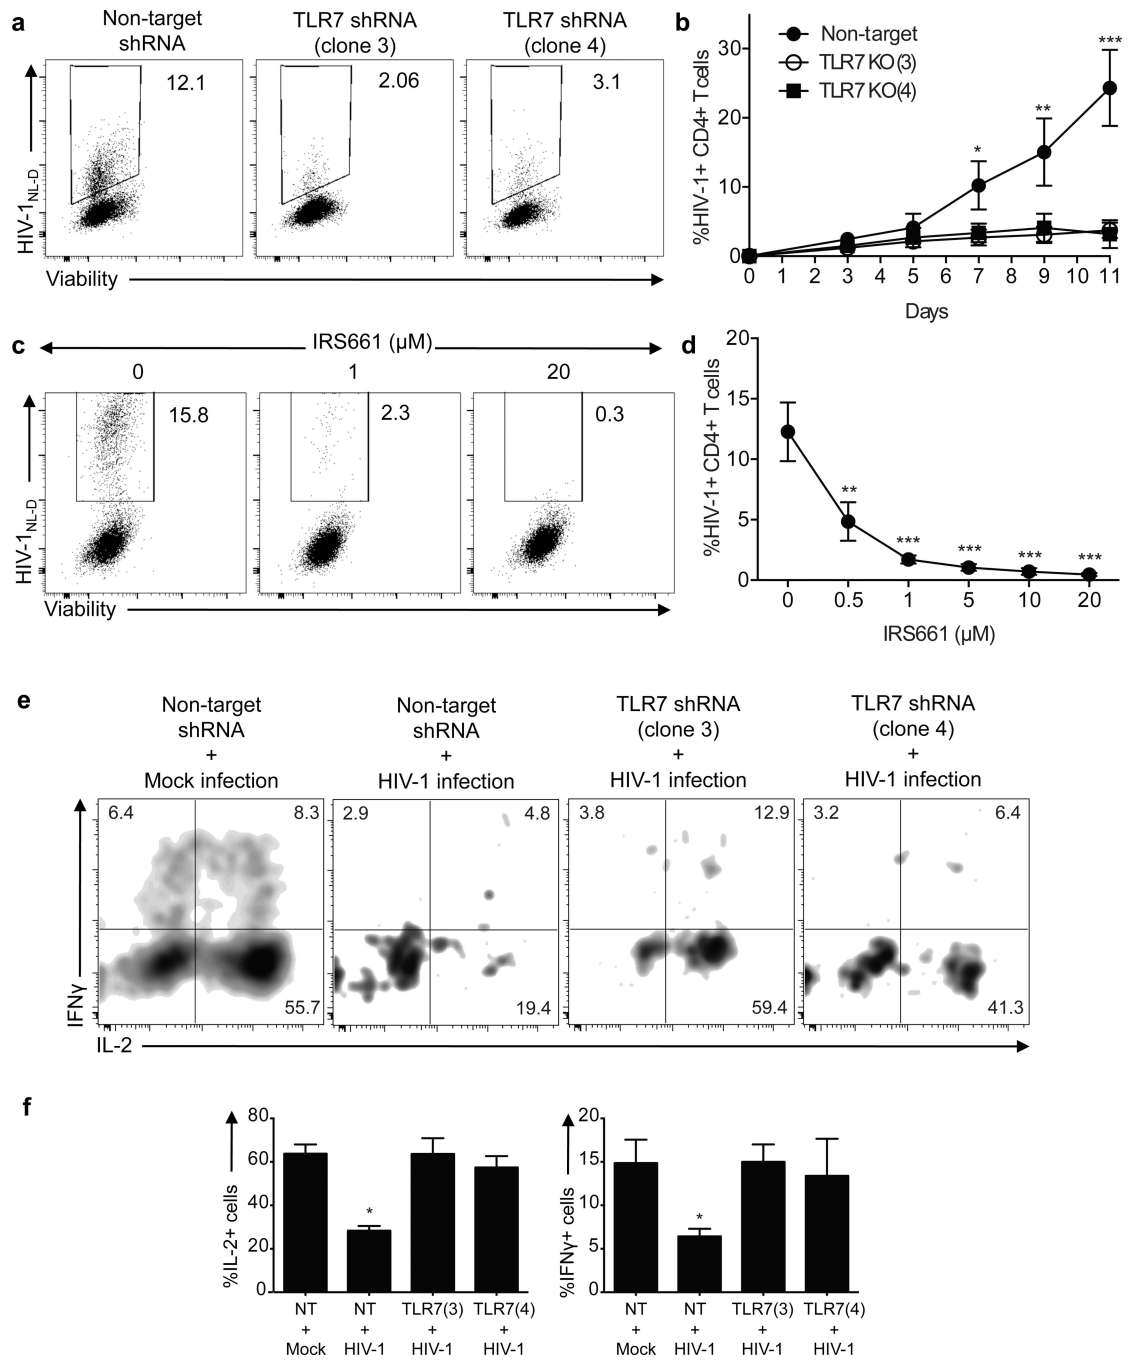 a
Non-target
shRNA
TLR7 shRNA
(clone 3)
TLR7 shRNA
(clone 4)
12.1
2.06
3.1
HIV-1NL-D
Viability
b
Non-target
TLR7 KO(3)
TLR7 KO(4)
%HIV-1+ CD4+ T cells
30
20
10
0
*
**
***
0 1 2 3 4 5 6 7 8 9 10 11
Days
c
IRS661 (µM)
0
1
20
15.8
2.3
0.3
HIV-1NL-D
Viability
d
%HIV-1+ CD4+ T cells
20
15
10
5
0
**
***
***
***
***
0 0.5 1 5 10 20
IRS661 (µM)
e
Non-target
shRNA
+
Mock infection
Non-target
shRNA
+
HIV-1 infection
TLR7 shRNA
(clone 3)
+
HIV-1 infection
TLR7 shRNA
(clone 4)
+
HIV-1 infection
6.4 8.3
55.7
2.9 4.8
19.4
3.8 12.9
59.4
3.2 6.4
41.3
IFNγ
IL-2
f
%IL-2+ cells
80
60
40
20
0
*
NT
+
Mock
NT
+
HIV-1
TLR7(3)
+
HIV-1
TLR7(4)
+
HIV-1
%IFNγ+ cells
20
15
10
5
0
*
NT
+
Mock
NT
+
HIV-1
TLR7(3)
+
HIV-1
TLR7(4)
+
HIV-1